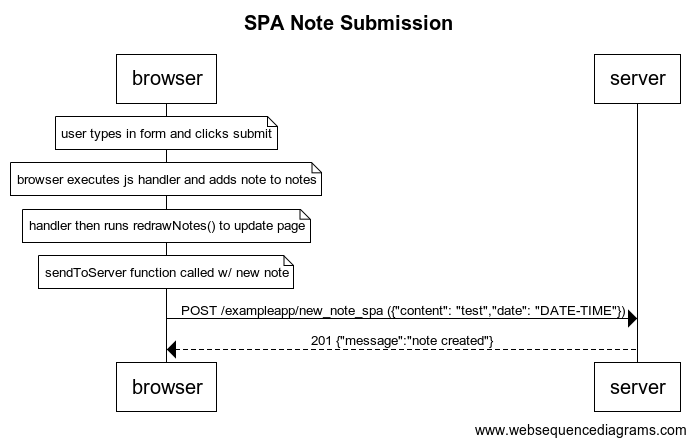 SPA Note Submission
browser
server
user types in form and clicks submit
browser executes js handler and adds note to notes
handler then runs redrawNotes() to update page
sendToServer function called w/ new note
POST /exampleapp/new_note_spa ({"content": "test","date": "DATE-TIME"})
201 {"message":"note created"}
browser
server
www.websequencediagrams.com